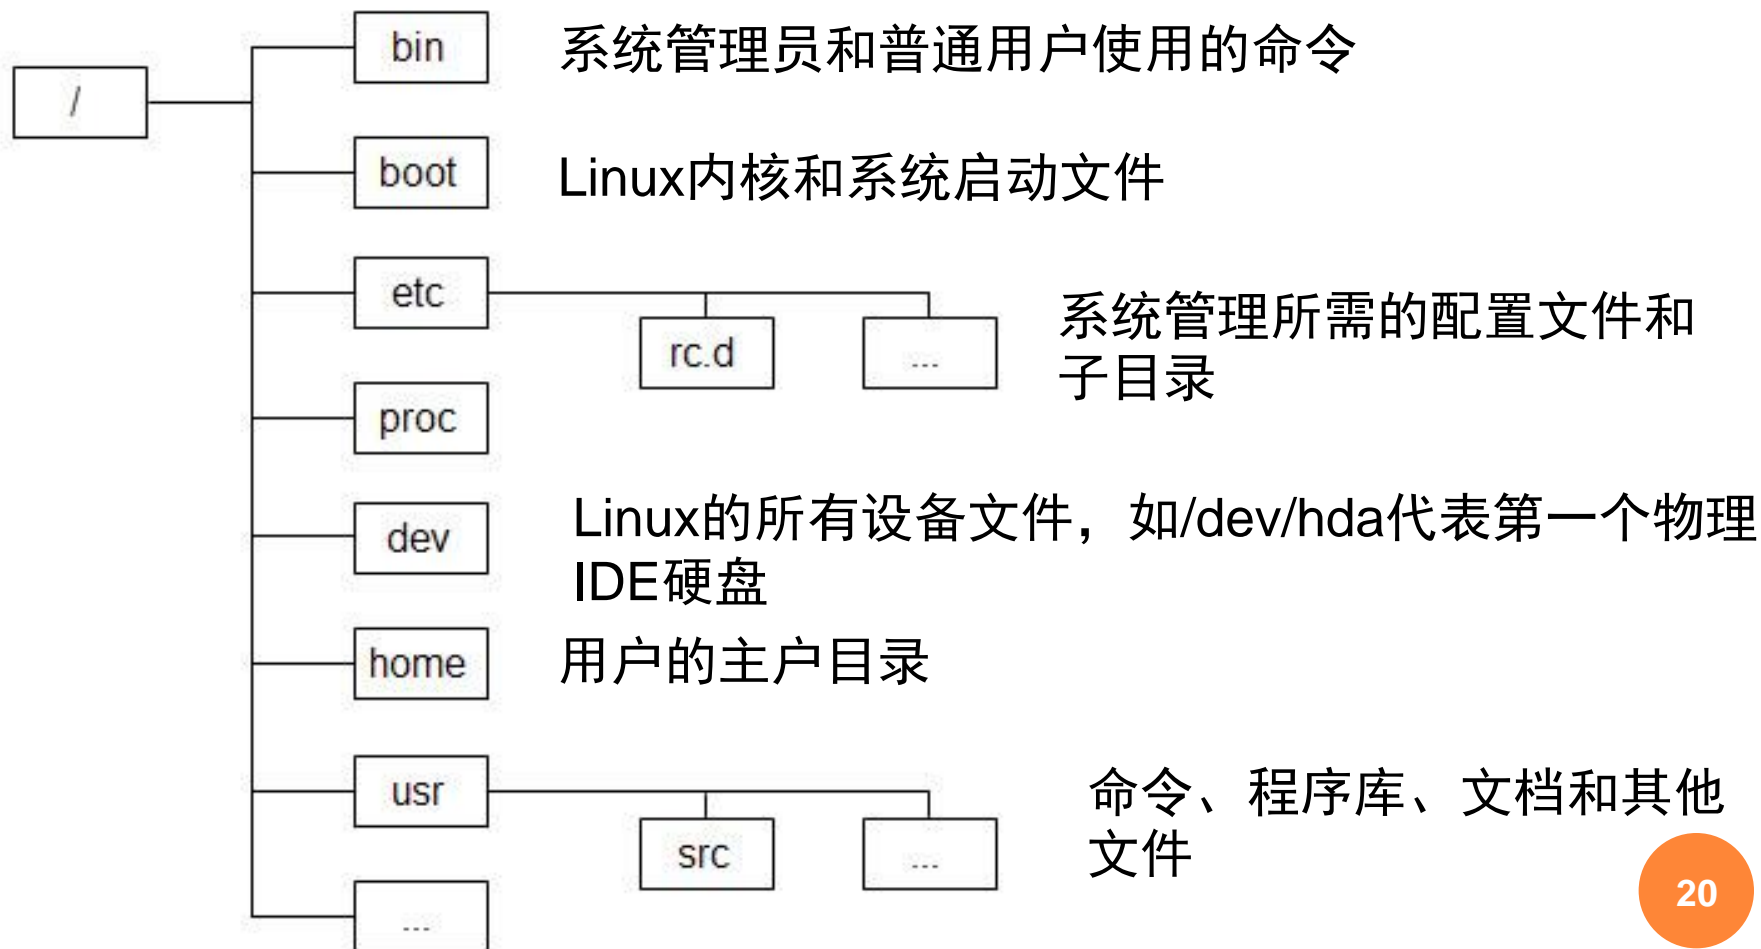 /
bin
系统管理员和普通用户使用的命令
boot
Linux内核和系统启动文件
etc
rc.d
...
系统管理所需的配置文件和
子目录
proc
dev
Linux的所有设备文件，如/dev/hda代表第一个物理
IDE硬盘
home
用户的主户目录
usr
src
...
命令、程序库、文档和其他
文件
...
20